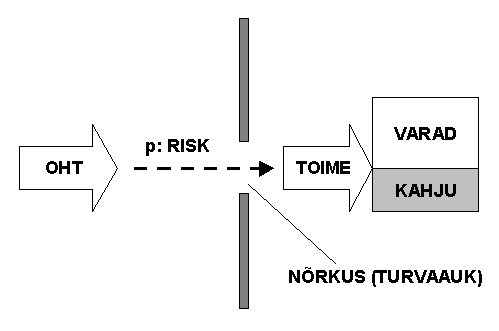 OHT
p: RISK
TOIME
VARAD
KAHJU
NÕRKUS (TURVAAUK)